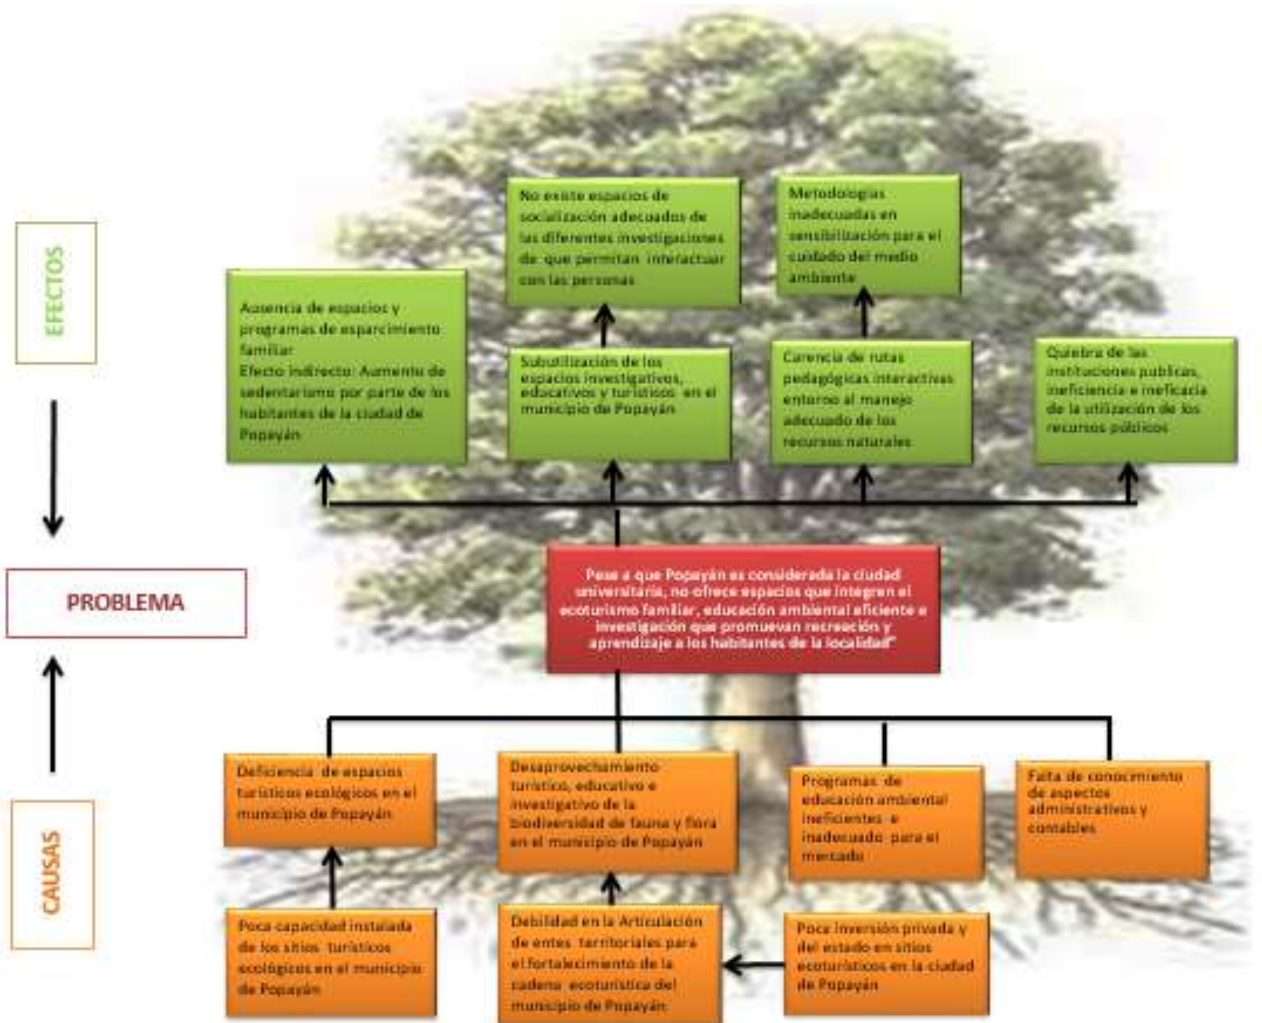 EFECTOS
No existe espacios de
socialización adecuados de
las diferentes investigaciones
de que permitan interactuar
con las personas
Metodologías
inadecuadas en
sensibilización para el
cuidado del medio
ambiente
Ausencia de espacios y
programas de esparcimiento
familiar
Efecto indirecto: Aumento de
sedentarismo por parte de los
habitantes de la ciudad de
Popayán
Subutilización de los
espacios investigativos,
educativos y turísticos en el
municipio de Popayán
Carencia de rutas
pedagógicas interactivas
entorno al manejo
adecuado de los
recursos naturales.
Quiebra de las
instituciones publicas,
ineficiencia e ineficacia
de la utilización de los
recursos públicos
PROBLEMA
Pese a que Popayán es considerada la ciudad
universitaria, no ofrece espacios que integren el
ecoturismo familiar, educación ambiental eficiente e
investigación que promuevan recreación y
aprendizaje a los habitantes de la localidad"
CAUSAS
Deficiencia de espacios
turísticos ecológicos en el
municipio de Popayán
Desaprovechamiento
turístico, educativo e
investigativo de la
biodiversidad de fauna y flora
en el municipio de Popayán
Programas de
educación ambiental
ineficientes e
inadecuado para el
mercado
Falta de conocimiento
de aspectos
administrativos y
contables
Poca capacidad instalada
de los sitios turísticos
ecológicos en el municipio
de Popayán
Debilidad en la Articulación
de entes territoriales para
el fortalecimiento de la
cadena ecoturística del
municipio de Popayán
Poca inversión privada y
del estado en sitios
ecoturísticos en la ciudad
de Popayán